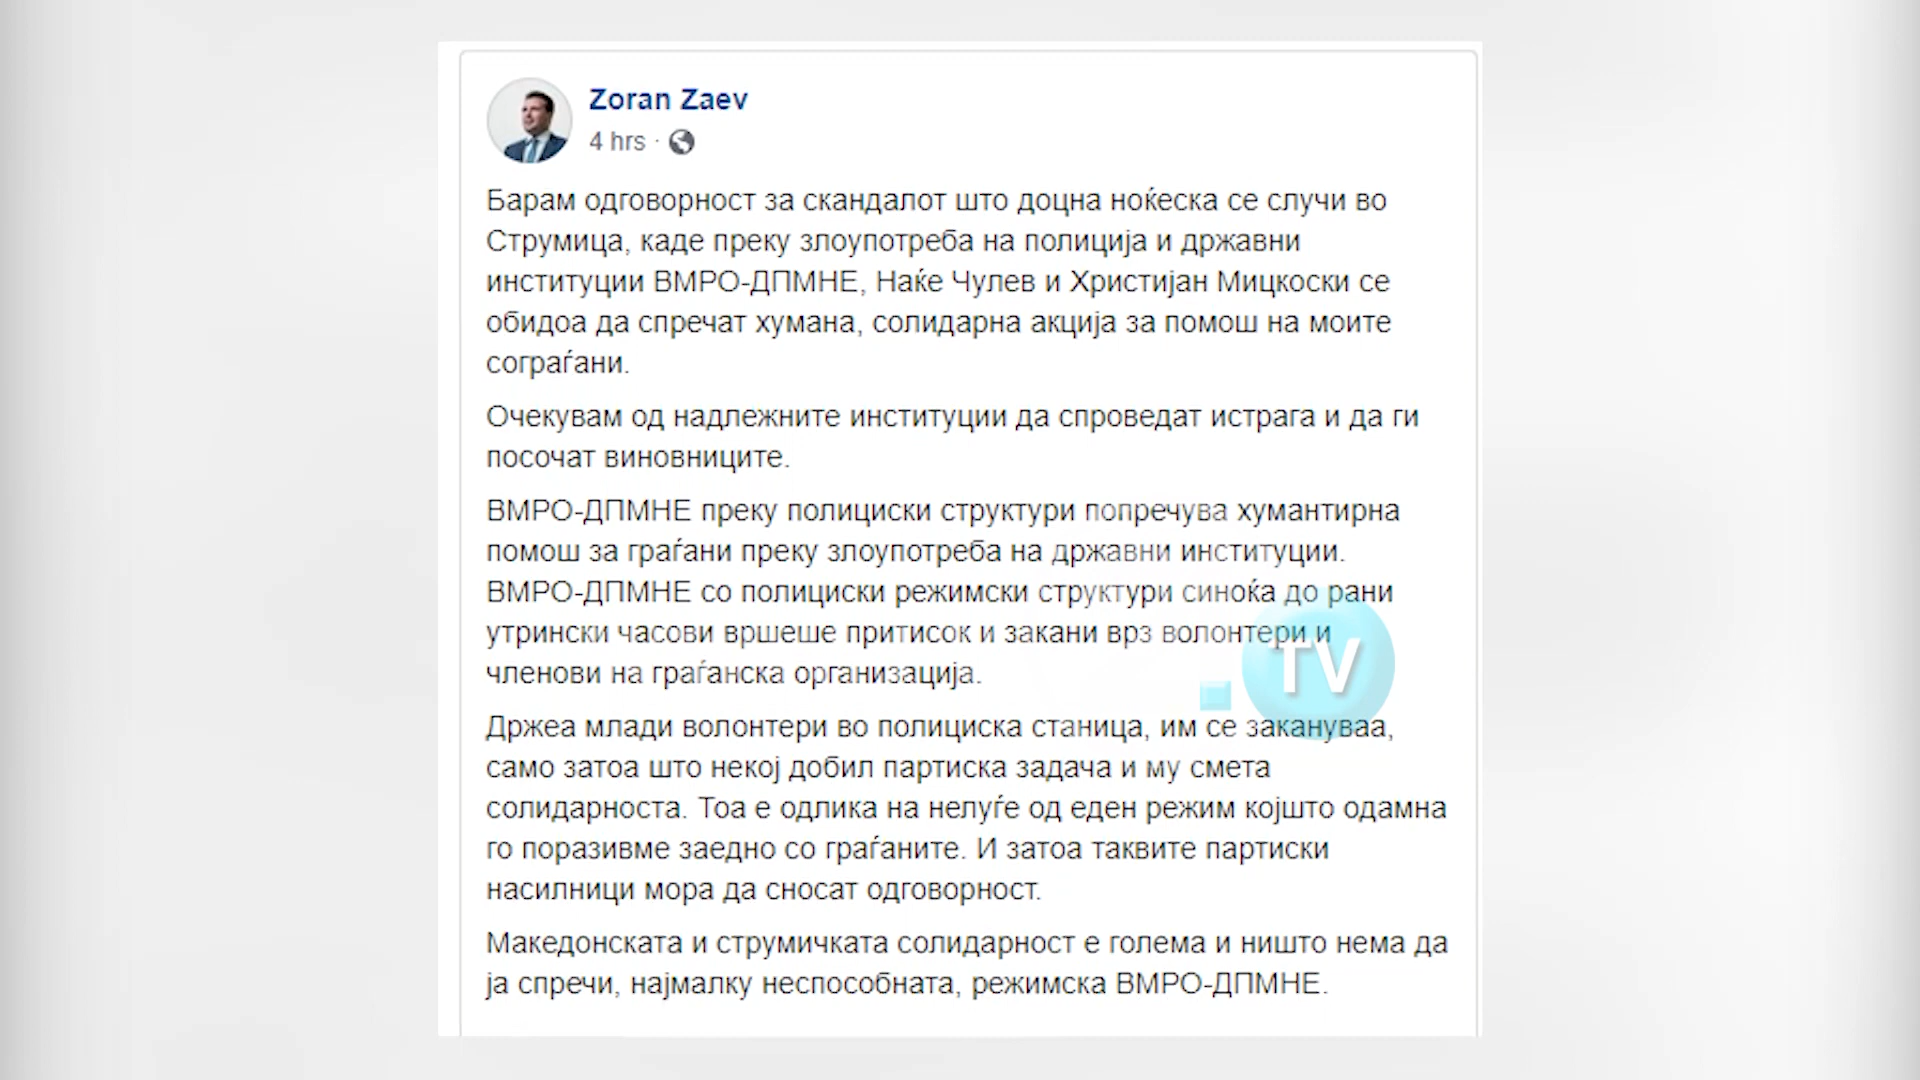 Zoran Zaev
4 hrs ·
Барам одговорност за скандалот што доцна ноќеска се случи во
Струмица, каде преку злоупотреба на полиција и државни
институции ВМРО-ДПМНЕ, Наќе Чулев и Христијан Мицкоски се
обидоа да спречат хумана, солидарна акција за помош на моите
сограѓани.
Очекувам од надлежните институции да спроведат истрага и да ги
посочат виновниците.
ВМРО-ДПМНЕ преку полициски структури попречува хумантирна
помош за граѓани преку злоупотреба на државни институции.
ВМРО-ДПМНЕ со полициски режимски структури синоќа до рани
утрински часови вршеше притисок и закани врз волонтери и
членови на граѓанска организација.
TV
Држеа млади волонтери во полициска станица, им се закануваа,
само затоа што некој добил партиска задача и му смета
солидарноста. Тоа е одлика на нелуѓе од еден режим којшто одамна
го поразивме заедно со граѓаните. И затоа таквите партиски
насилници мора да сносат одговорност.
Македонската и струмичката солидарност е голема и ништо нема да
ја спречи, најмалку неспособната, режимска ВМРО-ДПМНЕ.